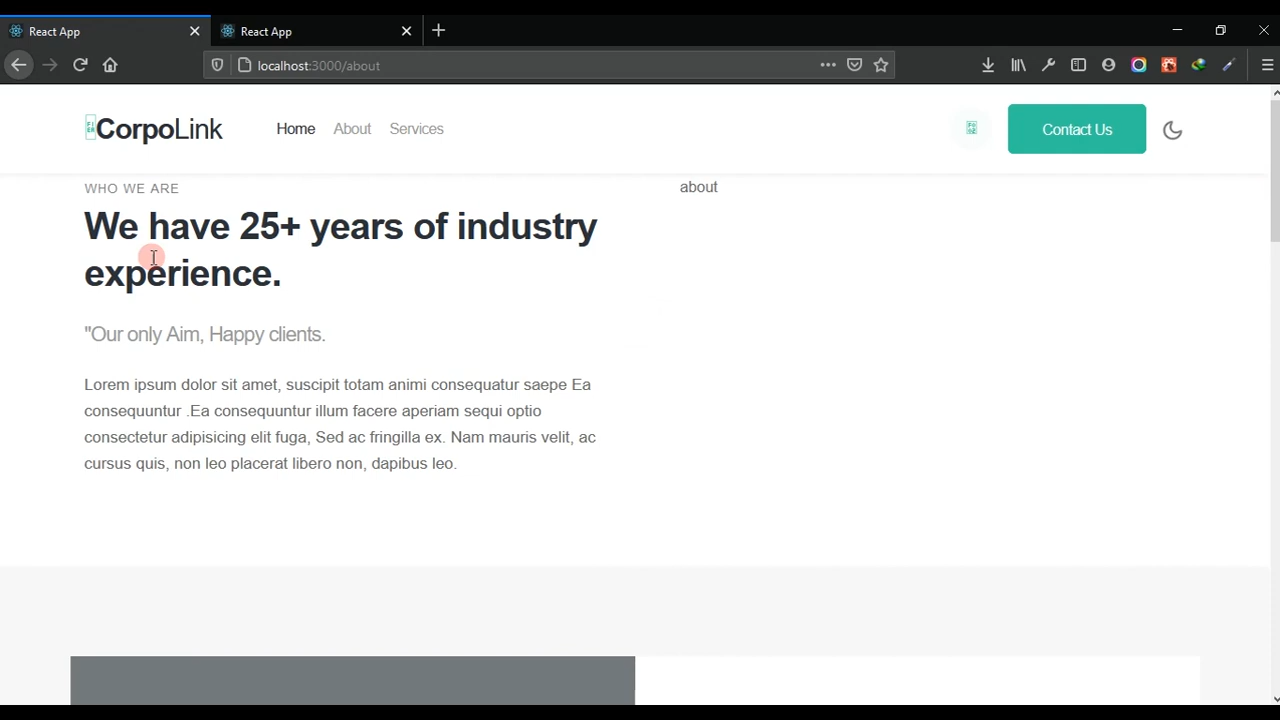 React App
React App
localhost:3000/about
CorpoLink
Home
About
Services
Contact Us
WHO WE ARE
We have 25+ years of industry
experience.
"Our only Aim, Happy clients.
Lorem ipsum dolor sit amet, suscipit totam animi consequatur saepe Ea
consequuntur .Ea consequuntur illum facere aperiam sequi optio
consectetur adipisicing elit fuga, Sed ac fringilla ex. Nam mauris velit, ac
cursus quis, non leo placerat libero non, dapibus leo.
about